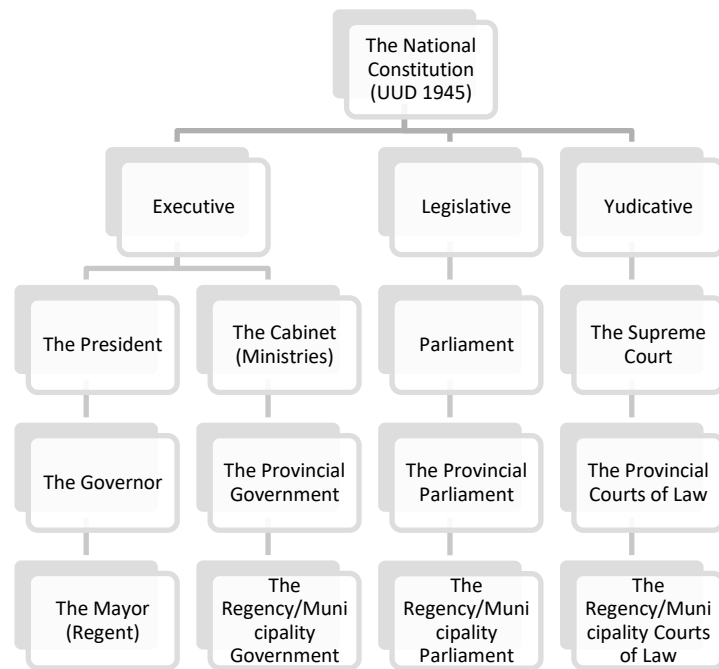 The National
Constitution
(UUD 1945)
Executive
Legislative
Yudicative
The President
The Cabinet
(Ministries)
Parliament
The Supreme
Court
The Governor
The Provincial
Government
The Provincial
Parliament
The Provincial
Courts of Law
The Mayor
(Regent)
The
Regency/Muni
cipality
Government
The
Regency/Muni
cipality
Parliament
The
Regency/Muni
cipality Courts
of Law